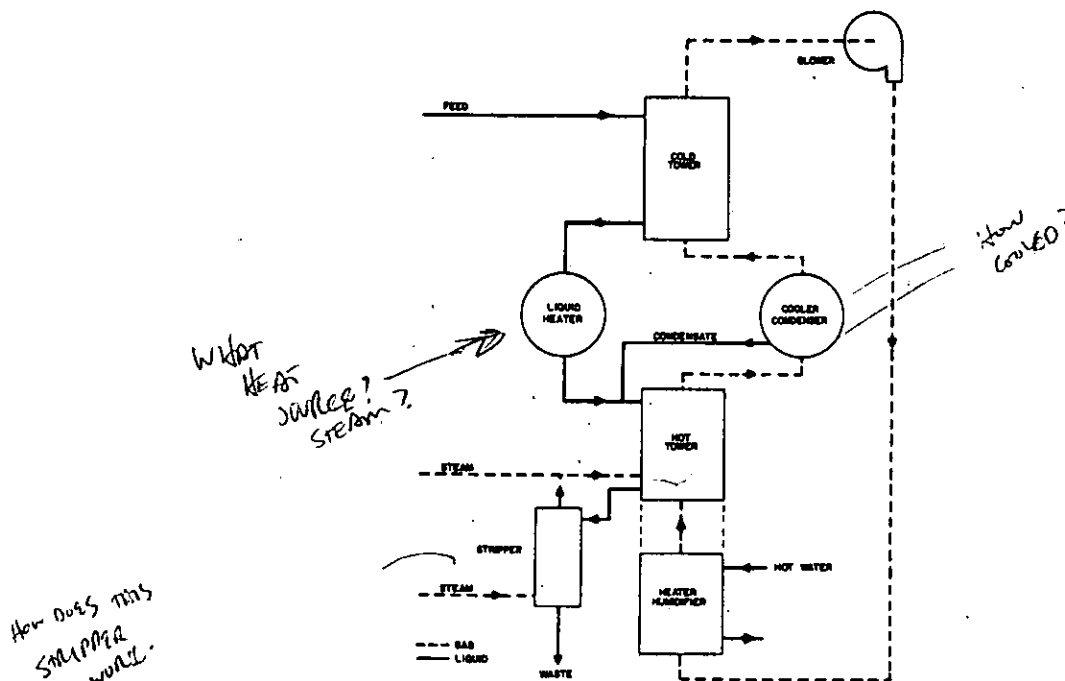 BLOWER
FEED
COLD
TOWER
HOW
COOLED?
LIQUID
HEATER
COOLER
CONDENSER
CONDENSATE
WHAT
HEAT
SOURCE?
STEAM?
HOT
TOWER
STEAM
STRIPPER
HOT WATER
STEAM
HEATER
HUMIDIFIER
HOW DOES THIS
STRIPPER
WORK.
GAS
LIQUID
WASTE